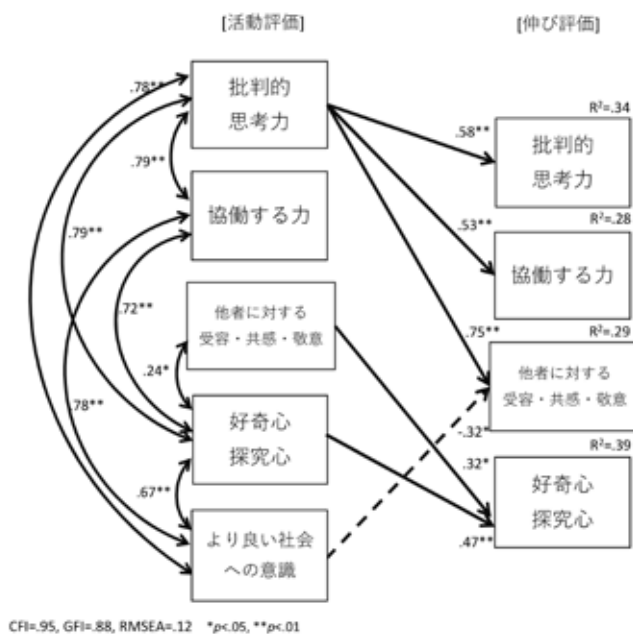 [活動評価]
[伸び評価]
.78**
批判的
思考力
R²=.34
.58**
批判的
思考力
.79**
協働する力
.53**
R²=.28
協働する力
.79**
.72**
他者に対する
受容・共感・敬意
.75**
R²=.29
他者に対する
受容・共感・敬意
.24*
.78**
好奇心
探究心
-.32*
.32*
R²=.39
好奇心
探究心
.67**
.47**
より良い社会
への意識
CFI=.95, GFI=.88, RMSEA=.12 *p<.05, **p<.01